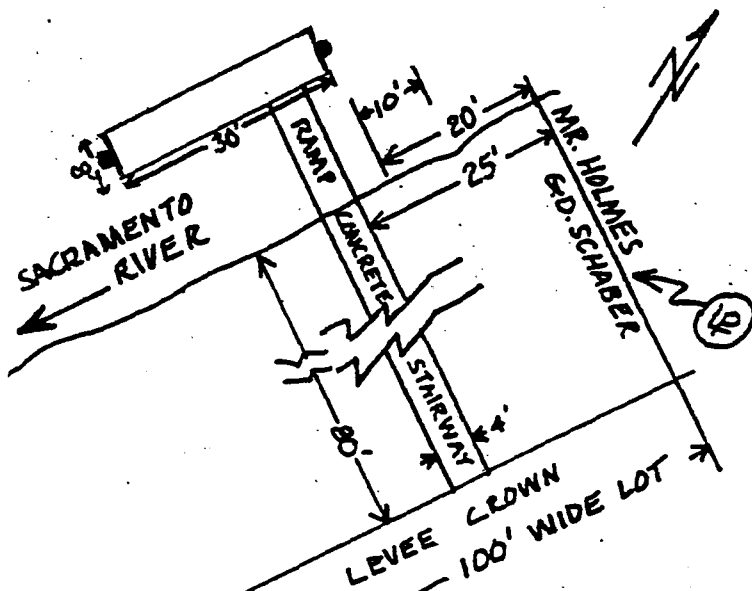 N
10'
20'
30'
8'
25'
RAMP
MR. HOLMES
G.D. SCHABER
SACRAMENTO
RIVER
CONCRETE
STAIRWAY
80'
4'
LEVEE CROWN
100' WIDE LOT